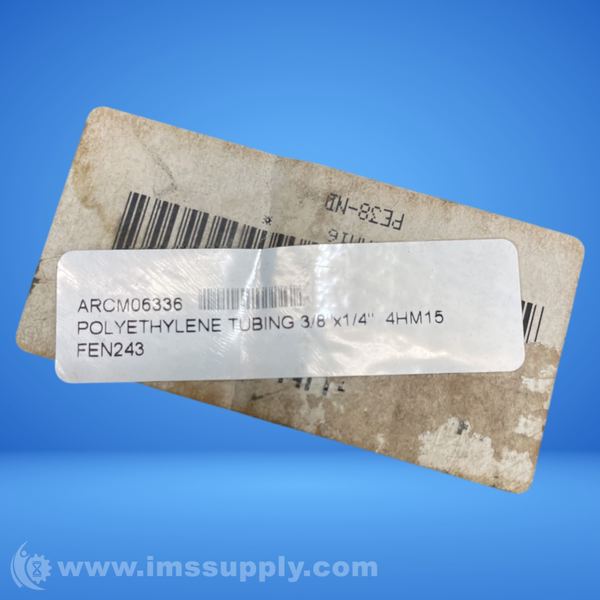 PE38-ND
ARCM06336
POLYETHYLENE TUBING 3/8"x1/4" 4HM15
FEN243
www.imssupply.com